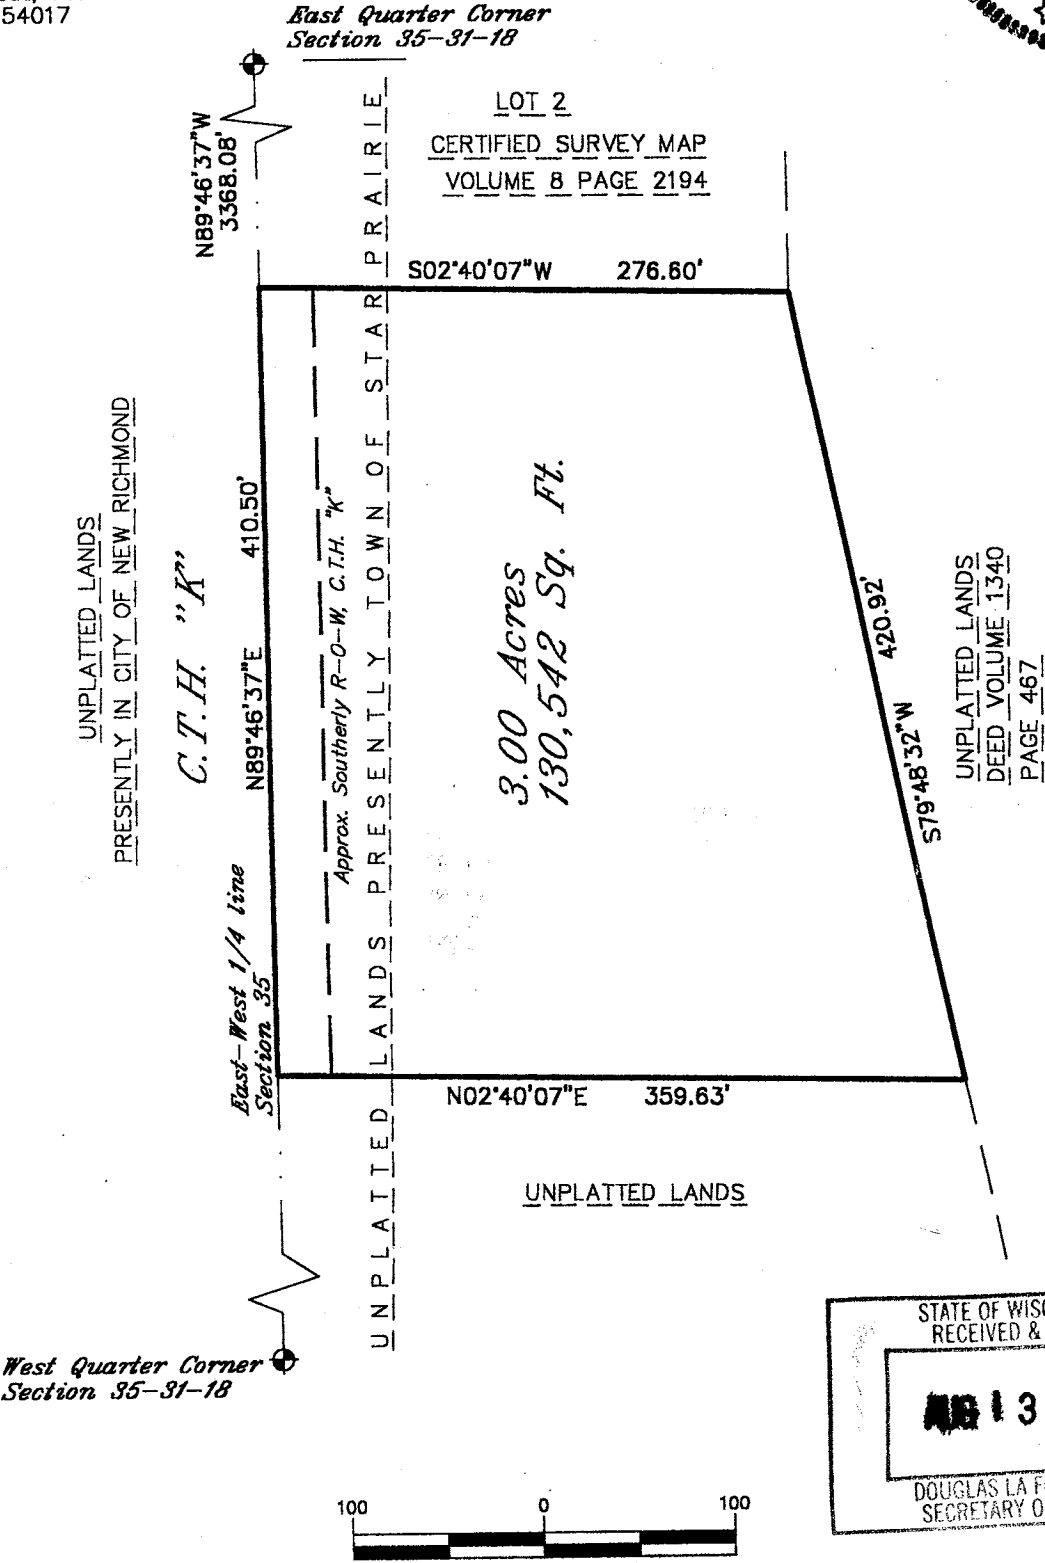 54017
East Quarter Corner
Section 35-31-18
N89°46'37"W
3368.08'
LOT 2
CERTIFIED SURVEY MAP
VOLUME 8 PAGE 2194
S02°40'07"W 276.60'
UNPLATTED LANDS
PRESENTLY IN CITY OF NEW RICHMOND
C.T.H. "K"
N89°46'37"E 410.50'
Approx. Southerly R-O-W, C.T.H. "K"
UNPLATTED LANDS PRESENTLY TOWN OF STAR PRAIRIE
3.00 Acres
130,542 Sq. Ft.
S79°48'32"W 420.92'
UNPLATTED LANDS
DEED VOLUME 1340
PAGE 467
East-West 1/4 line
Section 35
N02°40'07"E 359.63'
UNPLATTED LANDS
West Quarter Corner
Section 35-31-18
STATE OF WISC
RECEIVED &
AUG 13
DOUGLAS LA F
SECRETARY O
100 0 100